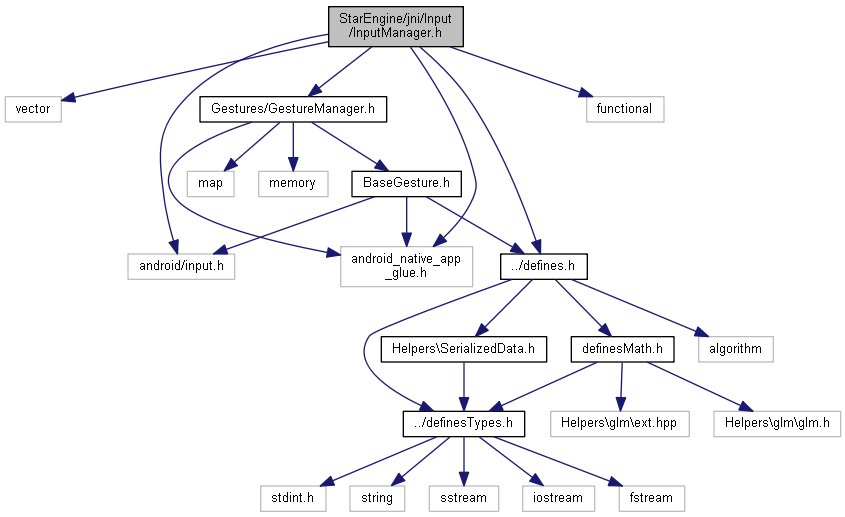 StarEngine/jni/Input
/InputManager.h
vector
Gestures/GestureManager.h
functional
map
memory
BaseGesture.h
android/input.h
android_native_app
_glue.h
../defines.h
Helpers\SerializedData.h
definesMath.h
algorithm
../definesTypes.h
Helpers\glm\ext.hpp
Helpers\glm\glm.h
stdint.h
string
sstream
iostream
fstream